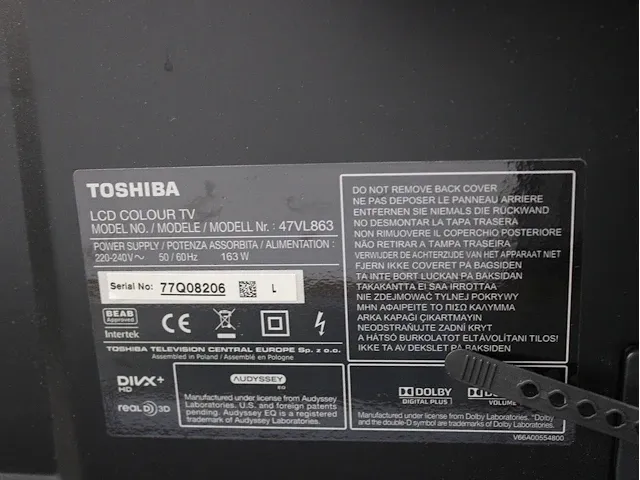 TOSHIBA
LCD COLOUR TV
MODEL NO. / MODELE / MODELL Nr. : 47VL863
POWER SUPPLY / POTENZA ASSORBITA / ALIMENTATION :
220-240V～ 50 / 60Hz 163 W
Serial No: 77Q08206 L
BEAB
Approved
Intertek
CE
TOSHIBA TELEVISION CENTRAL EUROPE Sp. z o.o.
Assembled in Poland / Assemblé en Pologne
DO NOT REMOVE BACK COVER
NE PAS DEPOSER LE PANNEAU ARRIERE
ENTFERNEN SIE NIEMALS DIE RÜCKWAND
NO DESMONTAR LA TAPA TRASERA
NON RIMUOVERE IL COPERCHIO POSTERIORE
NÃO RETIRAR A TAMPA TRASEIRA
VERWIJDER DE ACHTERZIJDE VAN HET APPARAAT NIET
FJERN IKKE COVERET PÅ BAGSIDEN
TA INTE BORT LUCKAN PÅ BAKSIDAN
TAKAKANTTA EI SAA IRROTTAA
NIE ZDEJMOWAĆ TYLNEJ POKRYWY
ΜΗΝ ΑΦΑΙΡΕΙΤΕ ΤΟ ΠΙΣΩ ΚΑΛΥΜΜΑ
ARKA KAPAĞI ÇIKARTMAYIN
NEODSTRAŇUJTE ZADNÍ KRYT
A HÁTSÓ BURKOLATOT ELTÁVOLÍTANI TILOS!
IKKE TA AV DEKSLET PÅ BAKSIDEN
DIVX+
HD
REAL D 3D
AUDYSSEY
EQ
Manufactured under license from Audyssey
Laboratories. U.S. and foreign patents
pending. Audyssey EQ is a registered
trademark of Audyssey Laboratories.
DOLBY
DIGITAL PLUS
VOLUME
Manufactured under license from Dolby Laboratories. "Dolby
and the double-D symbol are trademarks of Dolby Laboratories.
V66A00554800